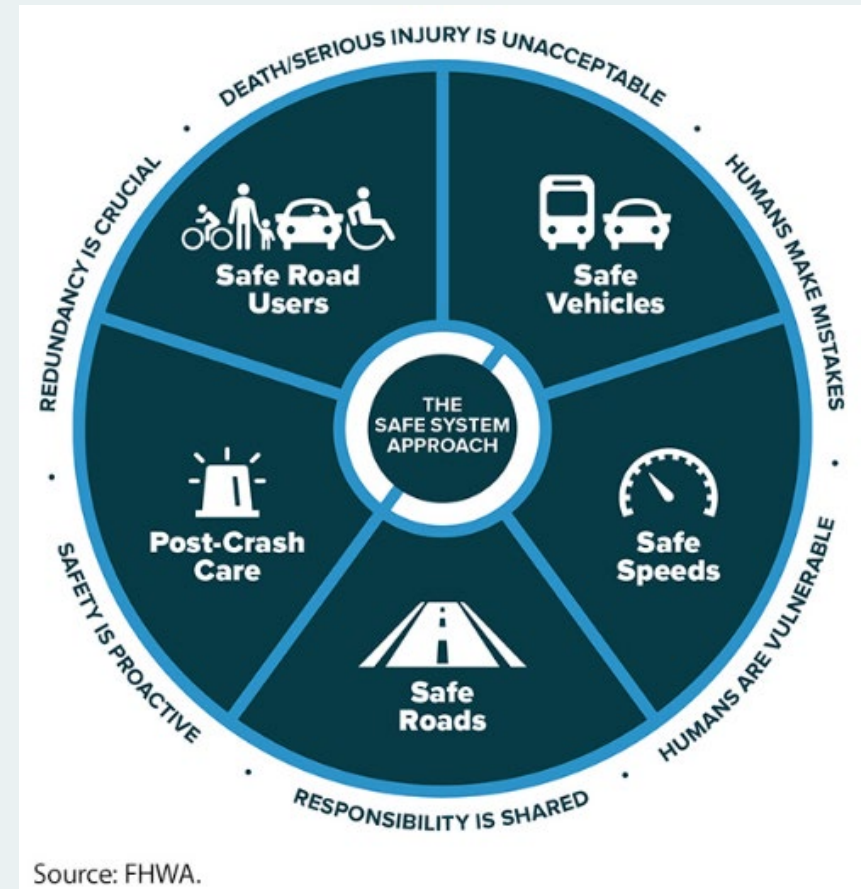 DEATH/SERIOUS INJURY IS UNACCEPTABLE
HUMANS MAKE MISTAKES
HUMANS ARE VULNERABLE
RESPONSIBILITY IS SHARED
SAFETY IS PROACTIVE
REDUNDANCY IS CRUCIAL
Safe Road
Users
Safe
Vehicles
Safe
Speeds
Safe
Roads
Post-Crash
Care
THE
SAFE SYSTEM
APPROACH
Source: FHWA.